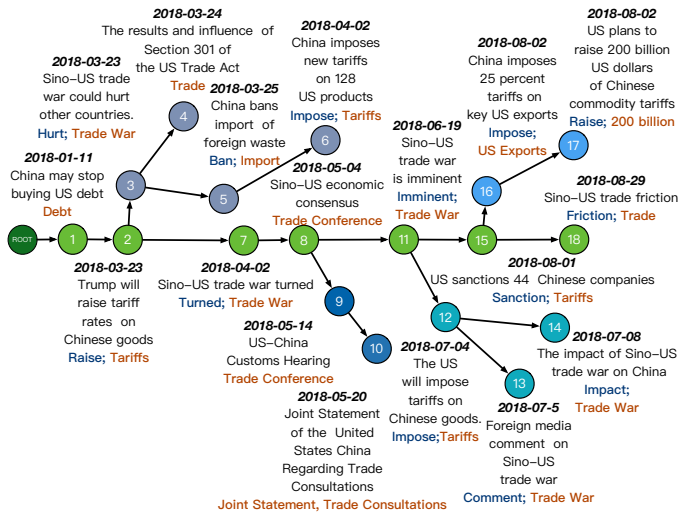 2018-03-24
The results and influence of
Section 301 of
the US Trade Act
Trade
2018-03-23
Sino-US trade
war could hurt
other countries.
Hurt; Trade War
2018-03-25
China bans
import of
foreign waste
Ban; Import
2018-04-02
China imposes
new tariffs
on 128
US products
Impose; Tariffs
2018-08-02
China imposes
25 percent
tariffs on
key US exports
Impose;
US Exports
2018-08-02
US plans to
raise 200 billion
US dollars
of Chinese
commodity tariffs
Raise; 200 billion
2018-01-11
China may stop
buying US debt
Debt
2018-05-04
Sino-US economic
consensus
Trade Conference
2018-06-19
Sino-US
trade war
is imminent
Imminent;
Trade War
2018-08-29
Sino-US trade friction
Friction; Trade
4
6
17
3
5
16
ROOT
1
2
7
8
11
15
18
9
10
12
14
13
2018-03-23
Trump will
raise tariff
rates on
Chinese goods
Raise; Tariffs
2018-04-02
Sino-US trade war turned
Turned; Trade War
2018-08-01
US sanctions 44 Chinese companies
Sanction; Tariffs
2018-05-14
US-China
Customs Hearing
Trade Conference
2018-05-20
Joint Statement
of the United
States China
Regarding Trade
Consultations
Joint Statement, Trade Consultations
2018-07-04
The US
will impose
tariffs on
Chinese goods.
Impose;Tariffs
2018-07-08
The impact of Sino-US
trade war on China
Impact;
Trade War
2018-07-5
Foreign media
comment on
Sino-US
trade war
Comment; Trade War